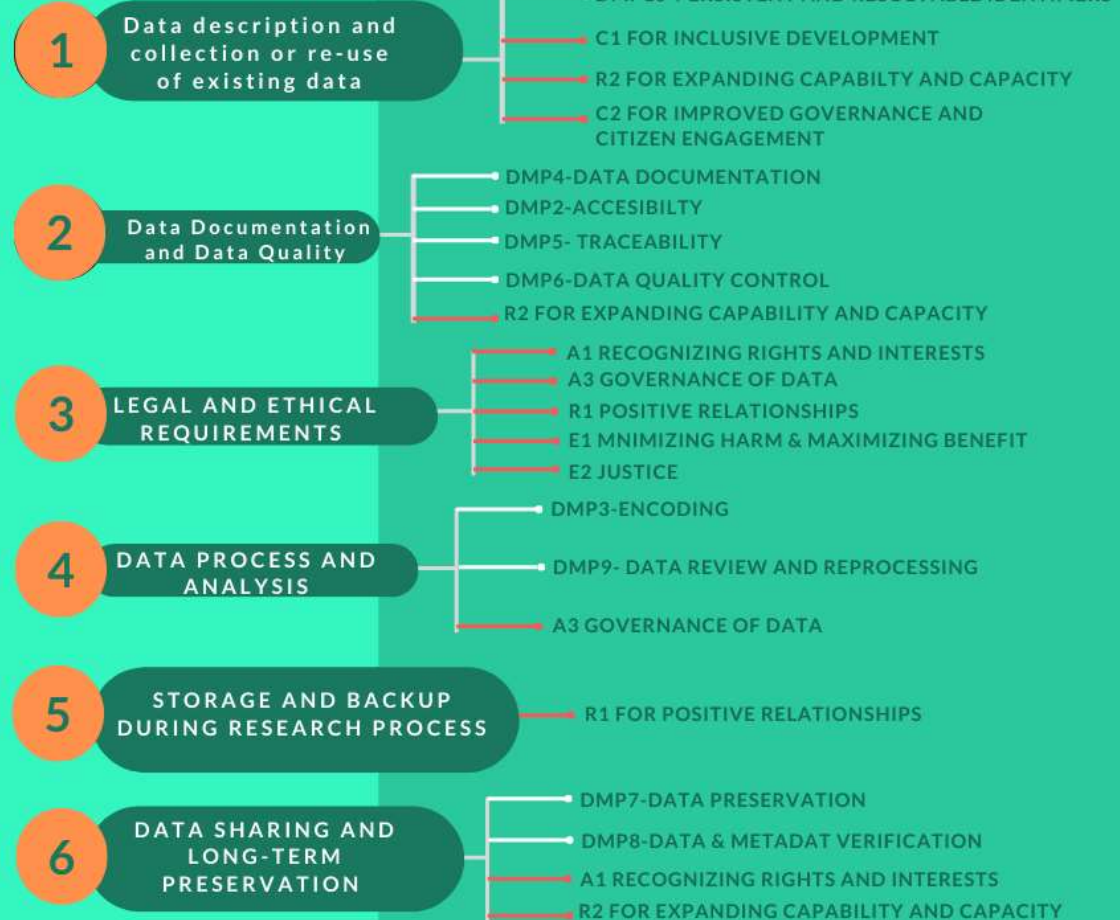 1
Data description and
collection or re-use
of existing data
C1 FOR INCLUSIVE DEVELOPMENT
R2 FOR EXPANDING CAPABILTY AND CAPACITY
C2 FOR IMPROVED GOVERNANCE AND
CITIZEN ENGAGEMENT
2
Data Documentation
and Data Quality
DMP4-DATA DOCUMENTATION
DMP2-ACCESIBILTY
DMP5- TRACEABILITY
DMP6-DATA QUALITY CONTROL
R2 FOR EXPANDING CAPABILITY AND CAPACITY
3
LEGAL AND ETHICAL
REQUIREMENTS
A1 RECOGNIZING RIGHTS AND INTERESTS
A3 GOVERNANCE OF DATA
R1 POSITIVE RELATIONSHIPS
E1 MNIMIZING HARM & MAXIMIZING BENEFIT
E2 JUSTICE
4
DATA PROCESS AND
ANALYSIS
DMP3-ENCODING
DMP9- DATA REVIEW AND REPROCESSING
A3 GOVERNANCE OF DATA
5
STORAGE AND BACKUP
DURING RESEARCH PROCESS
R1 FOR POSITIVE RELATIONSHIPS
6
DATA SHARING AND
LONG-TERM
PRESERVATION
DMP7-DATA PRESERVATION
DMP8-DATA & METADAT VERIFICATION
A1 RECOGNIZING RIGHTS AND INTERESTS
R2 FOR EXPANDING CAPABILITY AND CAPACITY